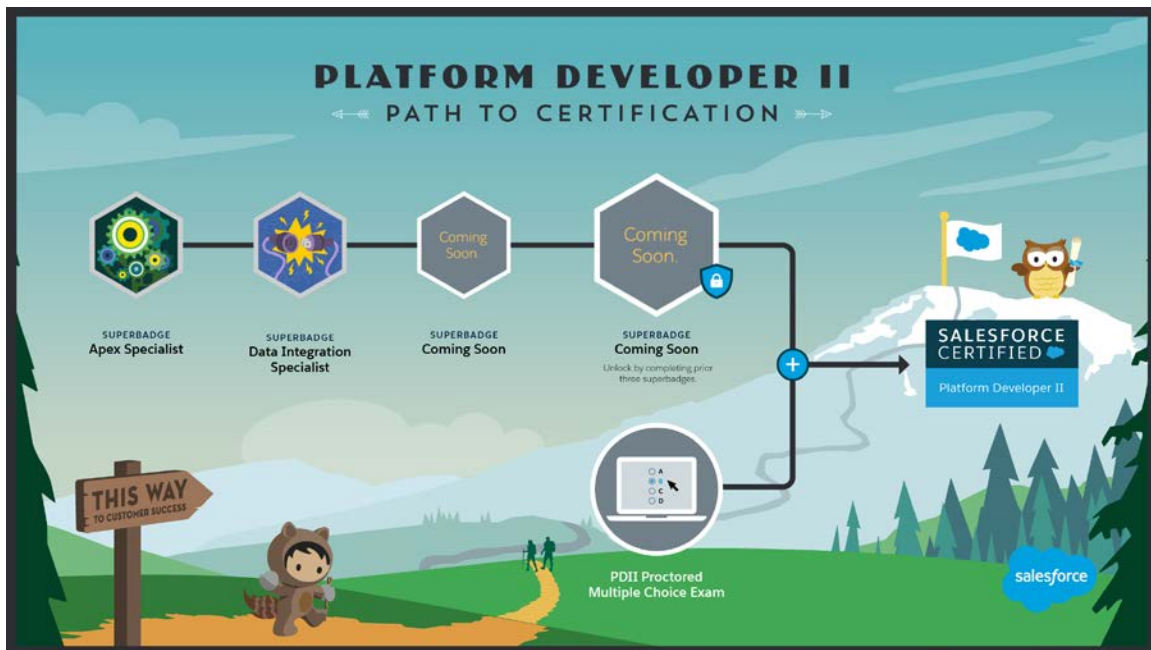 PLATFORM DEVELOPER II
PATH TO CERTIFICATION
Coming
Soon.
Coming
Soon.
SUPERBADGE
Apex Specialist
SUPERBADGE
Data Integration
Specialist
SUPERBADGE
Coming Soon
SUPERBADGE
Coming Soon
Unlock by completing prior
three superbadges.
+
SALESFORCE
CERTIFIED
Platform Developer II
THIS WAY
TO CUSTOMER SUCCESS
A
B
C
D
PDII Proctored
Multiple Choice Exam
salesforce